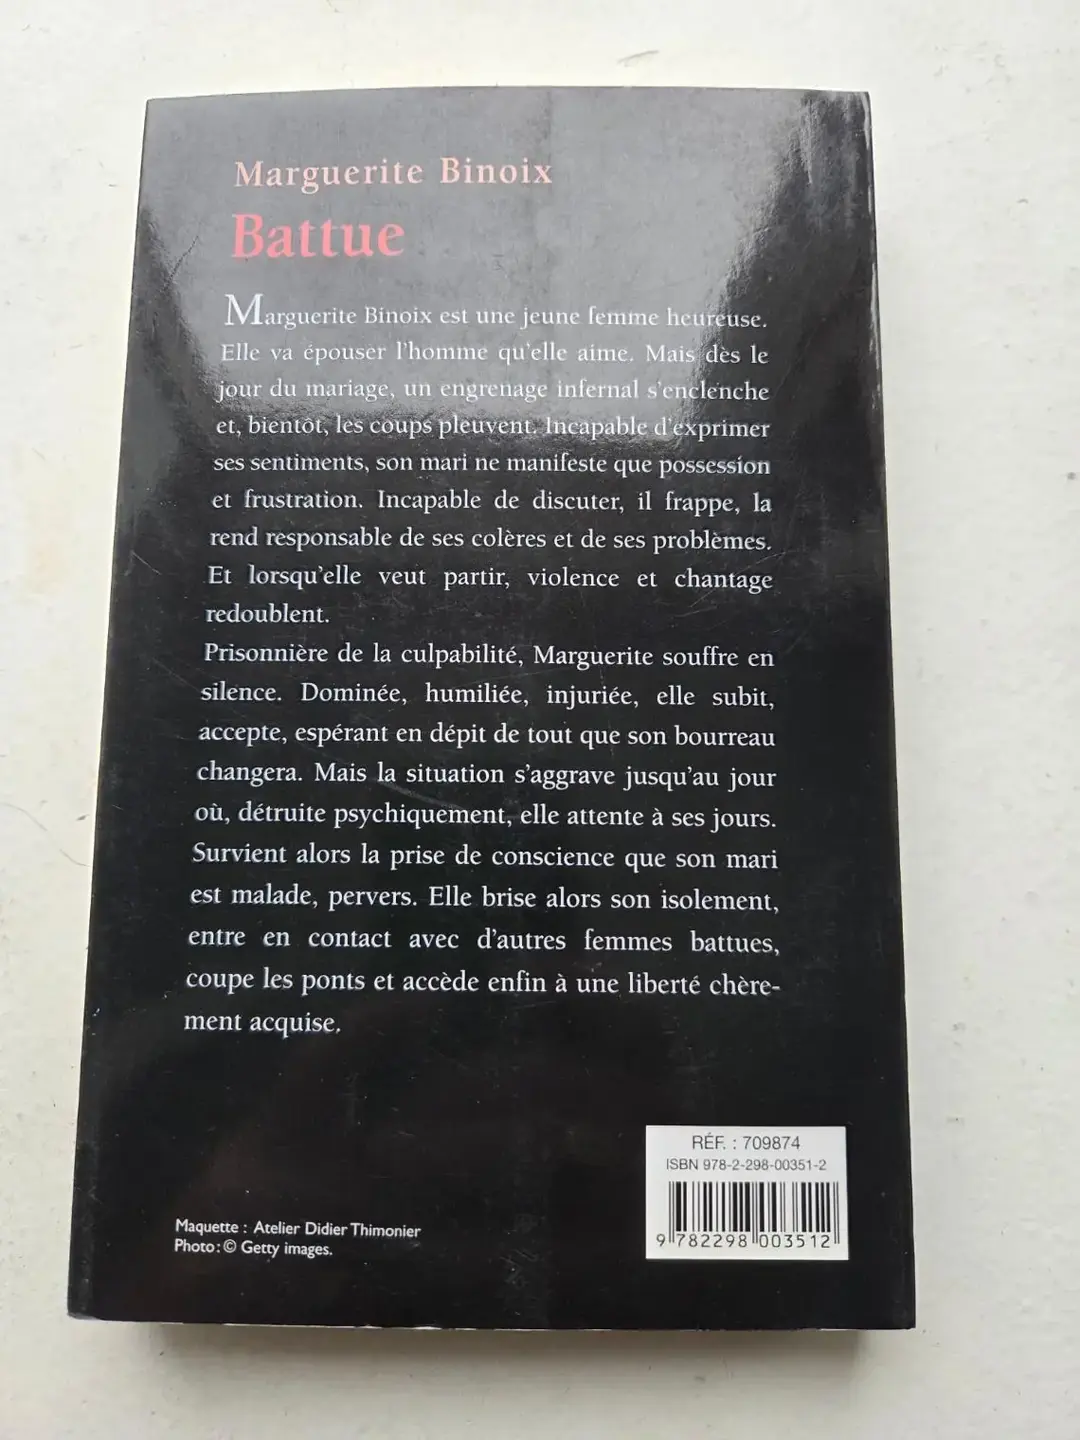 Marguerite Binoix
Battue
Marguerite Binoix est une jeune femme heureuse.
Elle va épouser l'homme qu'elle aime. Mais dès le
jour du mariage, un engrenage infernal s'enclenche
et, bientôt, les coups pleuvent. Incapable d'exprimer
ses sentiments, son mari ne manifeste que possession
et frustration. Incapable de discuter, il frappe, la
rend responsable de ses colères et de ses problèmes.
Et lorsqu'elle veut partir, violence et chantage
redoublent.
Prisonnière de la culpabilité, Marguerite souffre en
silence. Dominée, humiliée, injuriée, elle subit,
accepte, espérant en dépit de tout que son bourreau
changera. Mais la situation s'aggrave jusqu'au jour
où, détruite psychiquement, elle attente à ses jours.
Survient alors la prise de conscience que son mari
est malade, pervers. Elle brise alors son isolement,
entre en contact avec d'autres femmes battues,
coupe les ponts et accède enfin à une liberté chère-
ment acquise.
RÉF. : 709874
ISBN 978-2-298-00351-2
9 782298 003512
Maquette : Atelier Didier Thimonier
Photo : © Getty images.